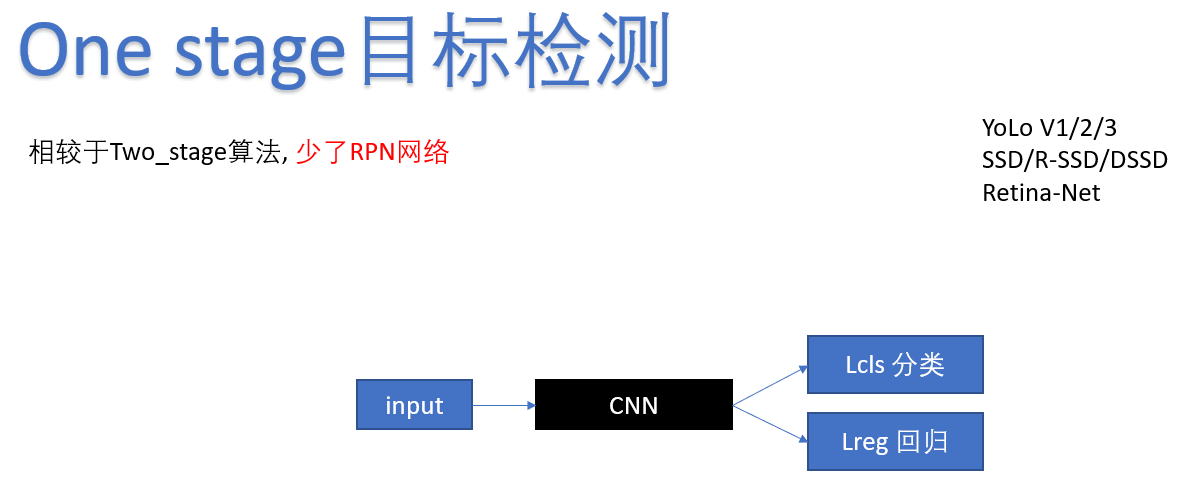 One stage目标检测
相较于Two_stage算法, 少了RPN网络
YoLo V1/2/3
SSD/R-SSD/DSSD
Retina-Net
input
CNN
Lcls 分类
Lreg 回归